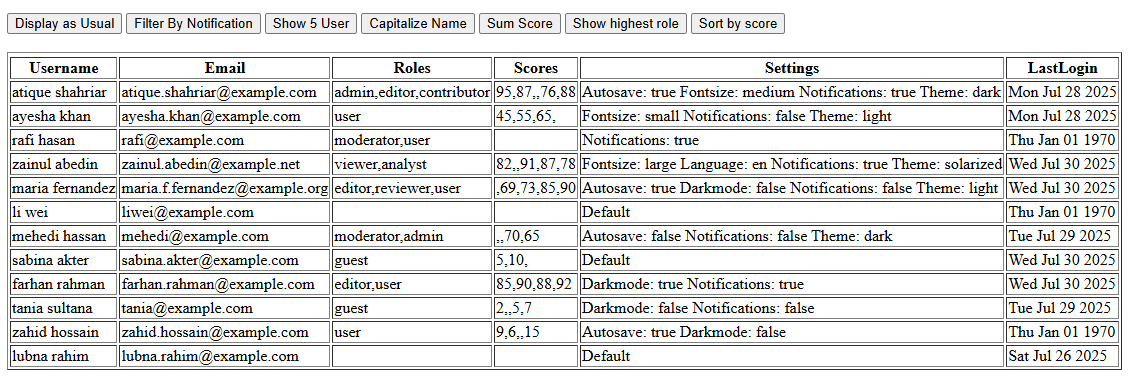 Display as Usual Filter By Notification Show 5 User Capitalize Name Sum Score Show highest role Sort by score
Username Email Roles Scores Settings LastLogin
atique shahriar atique.shahriar@example.com admin,editor,contributor 95,87,,76,88 Autosave: true Fontsize: medium Notifications: true Theme: dark Mon Jul 28 2025
ayesha khan ayesha.khan@example.com user 45,55,65, Fontsize: small Notifications: false Theme: light Mon Jul 28 2025
rafi hasan rafi@example.com moderator,user Notifications: true Thu Jan 01 1970
zainul abedin zainul.abedin@example.net viewer,analyst 82,,91,87,78 Fontsize: large Language: en Notifications: true Theme: solarized Wed Jul 30 2025
maria fernandez maria.f.fernandez@example.org editor,reviewer,user ,69,73,85,90 Autosave: true Darkmode: false Notifications: false Theme: light Wed Jul 30 2025
li wei liwei@example.com Default Thu Jan 01 1970
mehedi hassan mehedi@example.com moderator,admin ,,70,65 Autosave: false Notifications: false Theme: dark Tue Jul 29 2025
sabina akter sabina.akter@example.com guest 5,10, Default Wed Jul 30 2025
farhan rahman farhan.rahman@example.com editor,user 85,90,88,92 Darkmode: true Notifications: true Wed Jul 30 2025
tania sultana tania@example.com guest 2,,5,7 Darkmode: false Notifications: false Tue Jul 29 2025
zahid hossain zahid.hossain@example.com user 9,6,,15 Autosave: true Darkmode: false Thu Jan 01 1970
lubna rahim lubna.rahim@example.com Default Sat Jul 26 2025